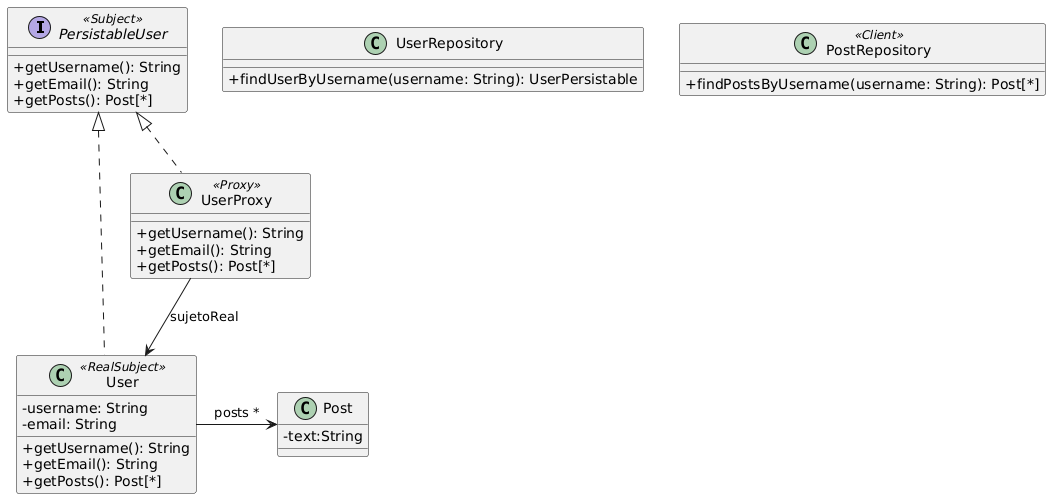 I
«Subject»
PersistableUser
+getUsername(): String
+getEmail(): String
+getPosts(): Post[*]
C
UserRepository
+findUserByUsername(username: String): UserPersistable
C
«Client»
PostRepository
+findPostsByUsername(username: String): Post[*]
C
«Proxy»
UserProxy
+getUsername(): String
+getEmail(): String
+getPosts(): Post[*]
sujetoReal
C
«RealSubject»
User
-username: String
-email: String
+getUsername(): String
+getEmail(): String
+getPosts(): Post[*]
posts *
C
Post
-text:String